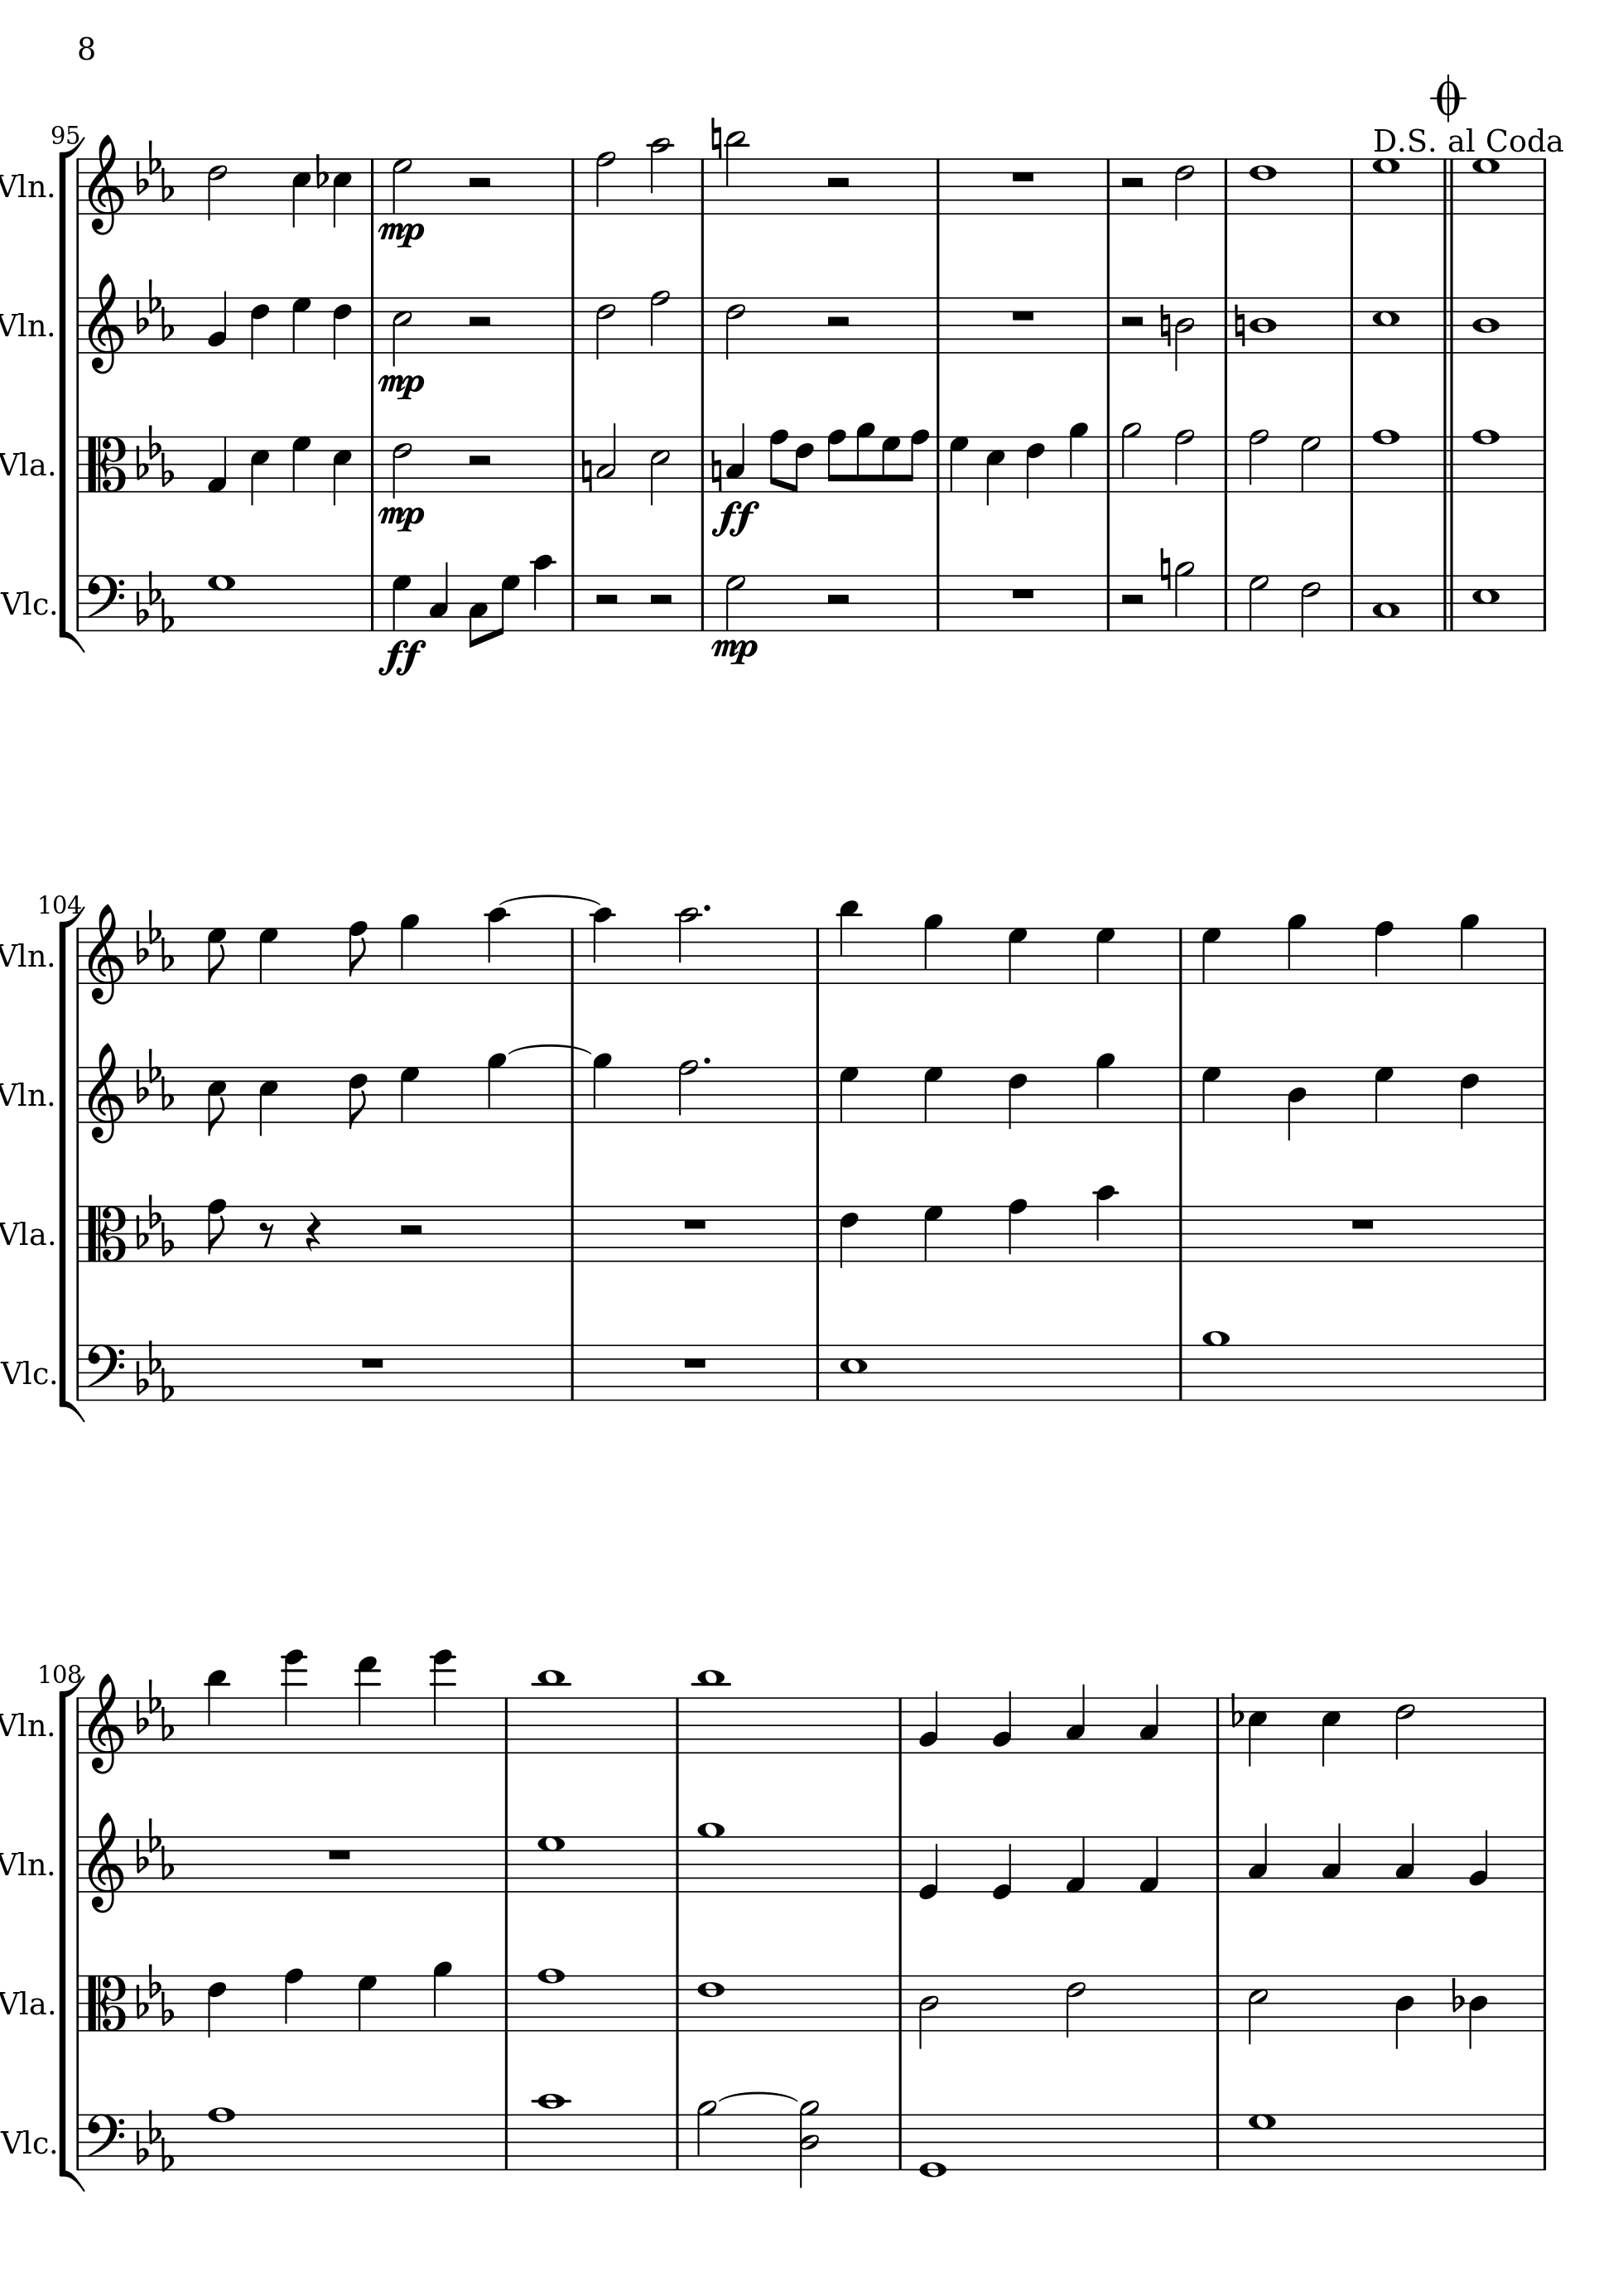 8
D.S. al Coda
95
Vln.
mp
Vln.
mp
Vla.
mp
ff
Vlc.
ff
mp
104
Vln.
Vln.
Vla.
Vlc.
108
Vln.
Vln.
Vla.
Vlc.